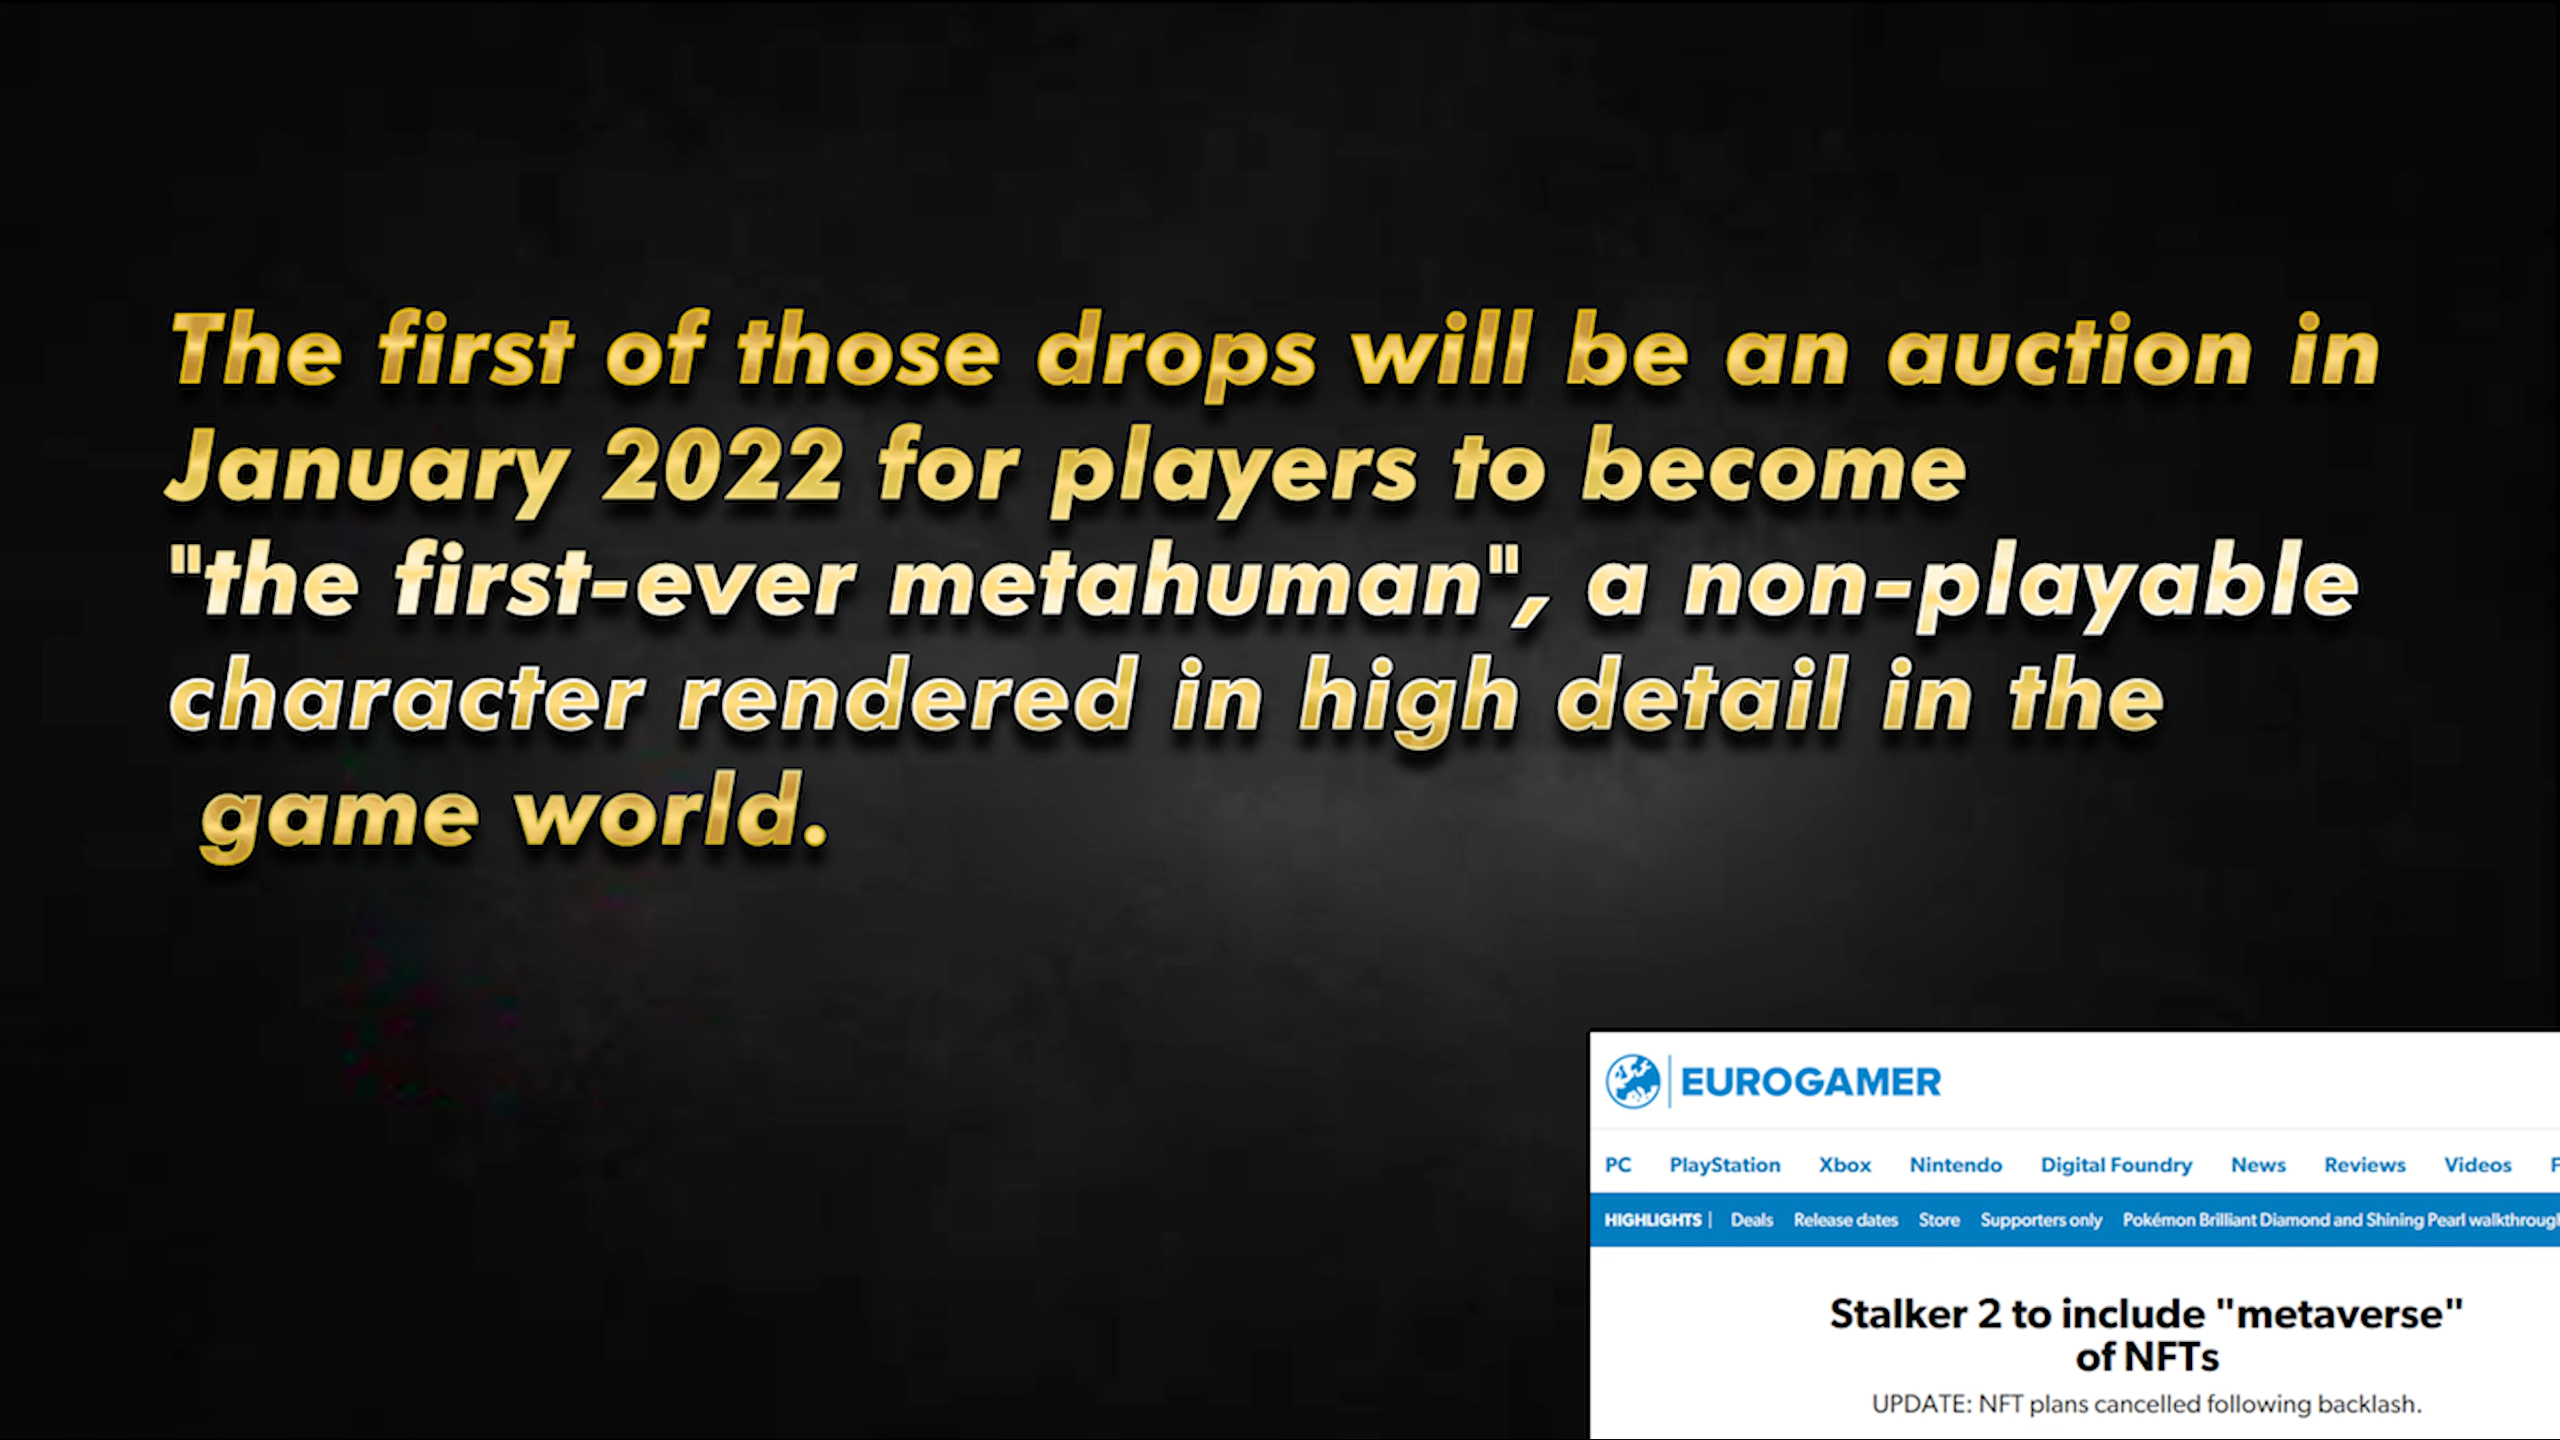 The first of those drops will be an auction in
January 2022 for players to become
"the first-ever metahuman", a non-playable
character rendered in high detail in the
game world.
EUROGAMER
PC PlayStation Xbox Nintendo Digital Foundry News Reviews Videos F
HIGHLIGHTS | Deals Release dates Store Supporters only Pokémon Brilliant Diamond and Shining Pearl walkthrough
Stalker 2 to include "metaverse"
of NFTs
UPDATE: NFT plans cancelled following backlash.